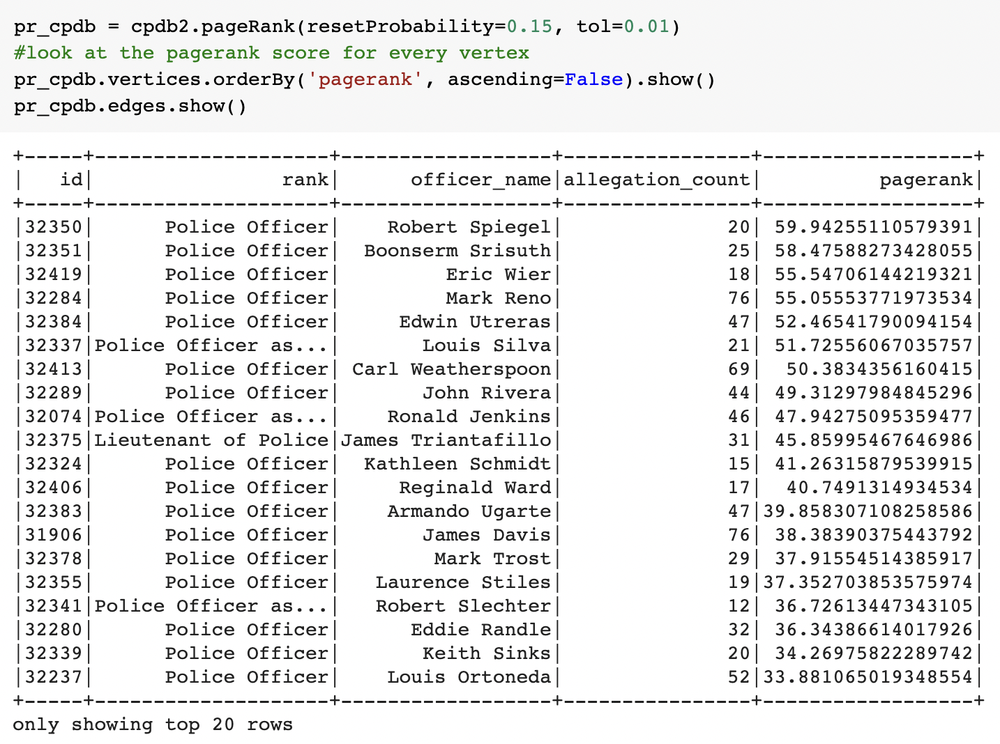 pr_cpdb = cpdb2.pageRank(resetProbability=0.15, tol=0.01)
#look at the pagerank score for every vertex
pr_cpdb.vertices.orderBy('pagerank', ascending=False).show()
pr_cpdb.edges.show()
+-----+--------------------+------------------+----------------+------------------+
|   id|                rank|      officer_name|allegation_count|          pagerank|
+-----+--------------------+------------------+----------------+------------------+
|32350|      Police Officer|    Robert Spiegel|              20| 59.94255110579391|
|32351|      Police Officer|  Boonserm Srisuth|              25| 58.47588273428055|
|32419|      Police Officer|         Eric Wier|              18| 55.54706144219321|
|32284|      Police Officer|         Mark Reno|              76| 55.05553771973534|
|32384|      Police Officer|     Edwin Utreras|              47| 52.46541790094154|
|32337|Police Officer as...|       Louis Silva|              21| 51.72556067035757|
|32413|      Police Officer| Carl Weatherspoon|              69|  50.3834356160415|
|32289|      Police Officer|       John Rivera|              44| 49.31297984845296|
|32074|Police Officer as...|    Ronald Jenkins|              46| 47.94275095359477|
|32375|Lieutenant of Police|James Triantafillo|              31| 45.85995467646986|
|32324|      Police Officer|  Kathleen Schmidt|              15| 41.26315879539915|
|32406|      Police Officer|     Reginald Ward|              17|  40.7491314934534|
|32383|      Police Officer|    Armando Ugarte|              47|39.858307108258586|
|31906|      Police Officer|       James Davis|              76| 38.38390375443792|
|32378|      Police Officer|        Mark Trost|              29| 37.91554514385917|
|32355|      Police Officer|   Laurence Stiles|              19|37.352703853575974|
|32341|Police Officer as...|   Robert Slechter|              12| 36.72613447343105|
|32280|      Police Officer|      Eddie Randle|              32| 36.34386614017926|
|32339|      Police Officer|       Keith Sinks|              20| 34.26975822289742|
|32237|      Police Officer|    Louis Ortoneda|              52|33.881065019348554|
+-----+--------------------+------------------+----------------+------------------+
only showing top 20 rows